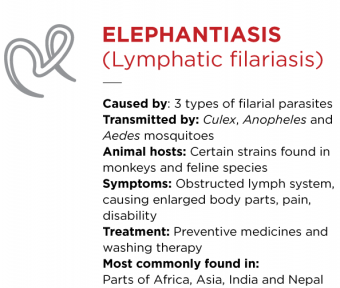 ELEPHANTIASIS
(Lymphatic filariasis)
Caused by: 3 types of filarial parasites
Transmitted by: Culex, Anopheles and
Aedes mosquitoes
Animal hosts: Certain strains found in
monkeys and feline species
Symptoms: Obstructed lymph system,
causing enlarged body parts, pain,
disability
Treatment: Preventive medicines and
washing therapy
Most commonly found in:
Parts of Africa, Asia, India and Nepal